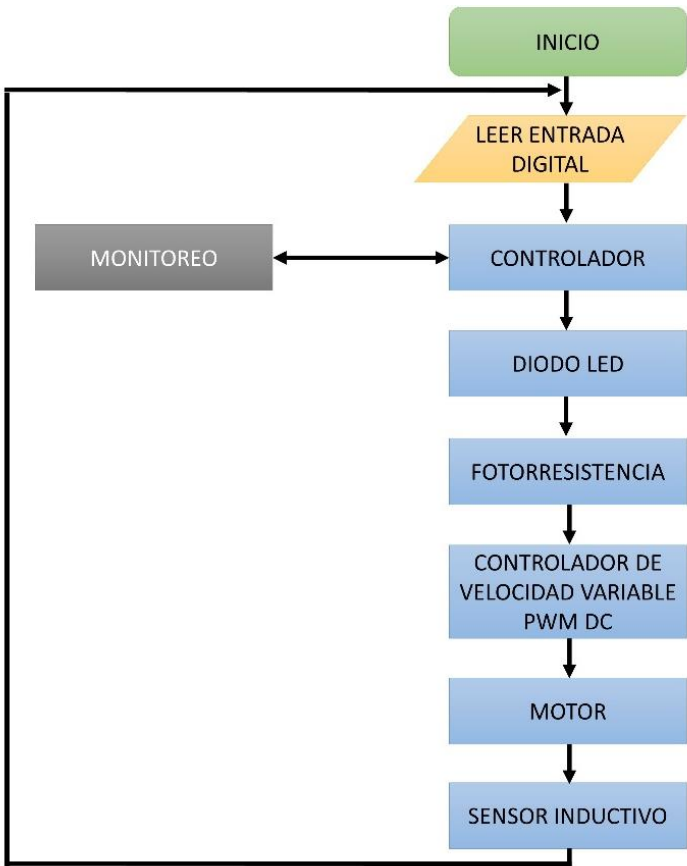 INICIO
LEER ENTRADA
DIGITAL
MONITOREO
CONTROLADOR
DIODO LED
FOTORRESISTENCIA
CONTROLADOR DE
VELOCIDAD VARIABLE
PWM DC
MOTOR
SENSOR INDUCTIVO